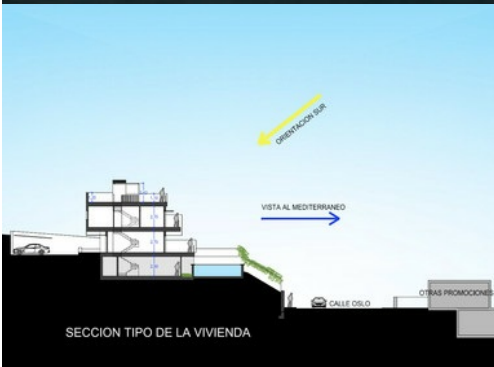 ORIENTACION SUR
VISTA AL MEDITERRANEO
CALLE OSLO
OTRAS PROMOCIONES
SECCION TIPO DE LA VIVIENDA